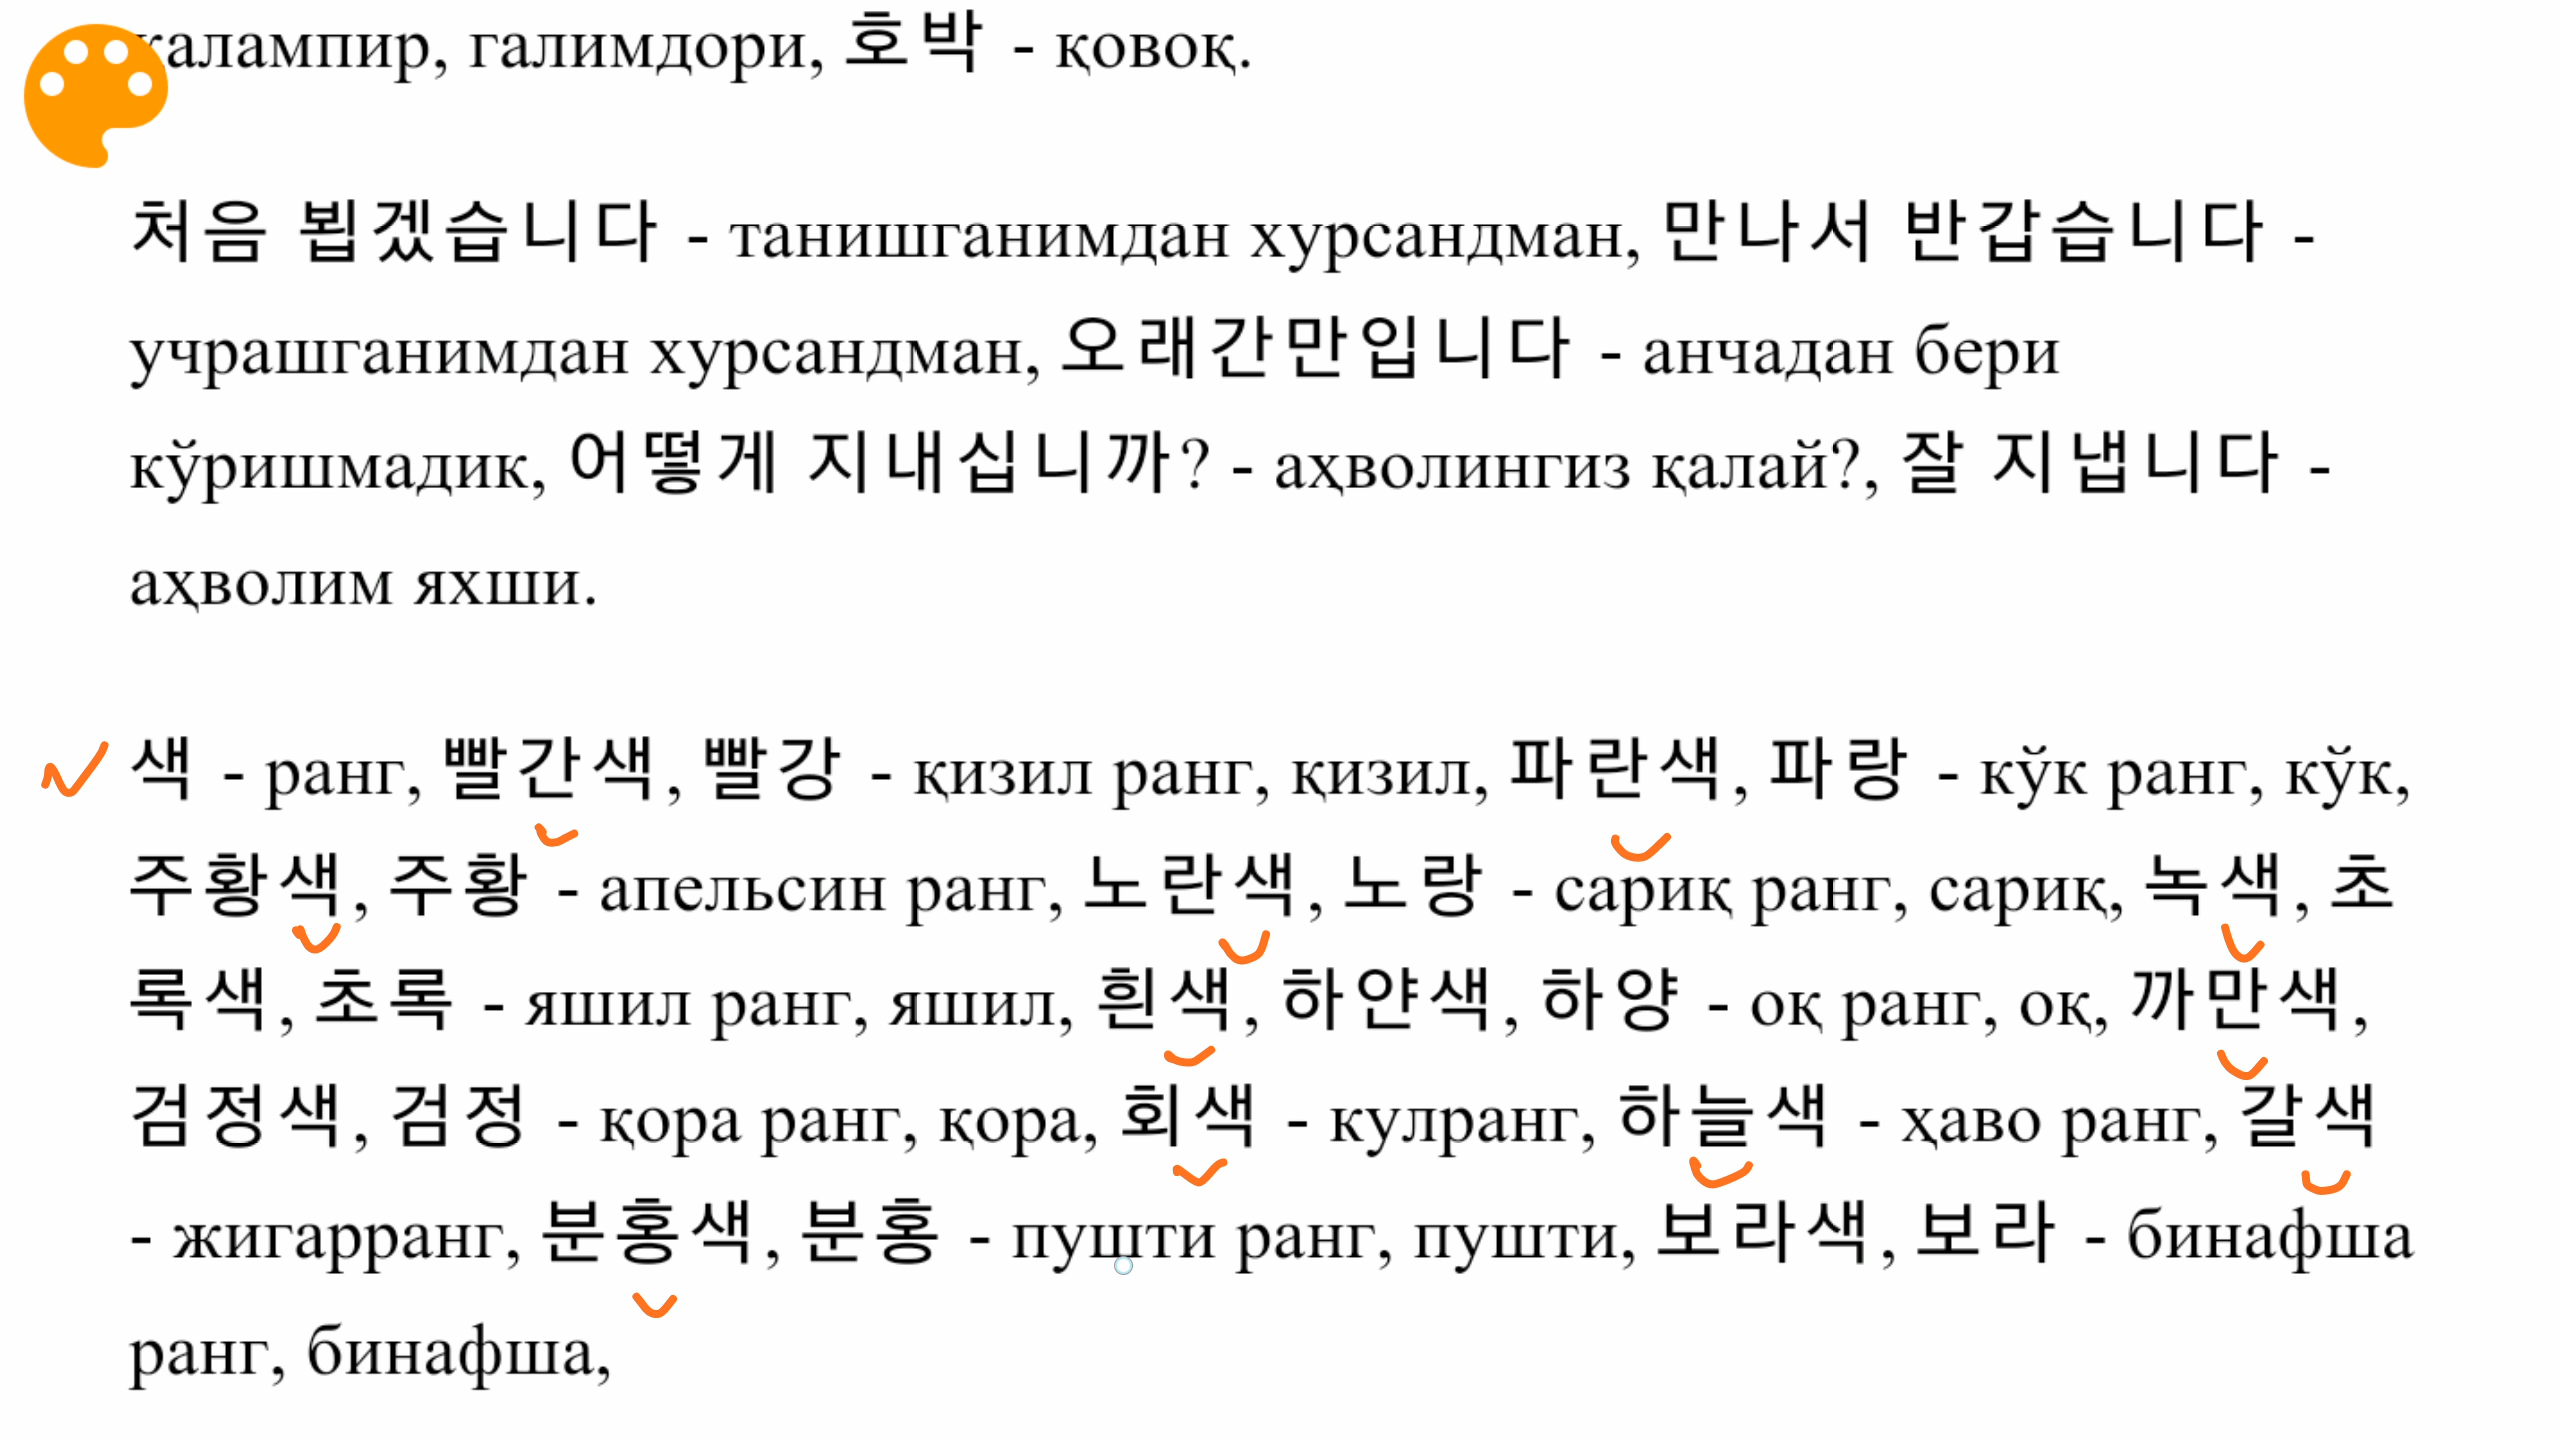 алампир, галимдори, 호박 - қовоқ.
처음 뵙겠습니다 - танишганимдан хурсандман, 만나서 반갑습니다 -
учрашганимдан хурсандман, 오래간만입니다 - анчадан бери
кўришмадик, 어떻게 지내십니까? - аҳволингиз қалай?, 잘 지냅니다 -
аҳволим яхши.
색 - ранг, 빨간색, 빨강 - қизил ранг, қизил, 파란색, 파랑 - кўк ранг, кўк,
주황색, 주황 - апельсин ранг, 노란색, 노랑 - сариқ ранг, сариқ, 녹색, 초
록색, 초록 - яшил ранг, яшил, 흰색, 하얀색, 하양 - оқ ранг, оқ, 까만색,
검정색, 검정 - қора ранг, қора, 회색 - кулранг, 하늘색 - ҳаво ранг, 갈색
- жигарранг, 분홍색, 분홍 - пушти ранг, пушти, 보라색, 보라 - бинафша
ранг, бинафша,